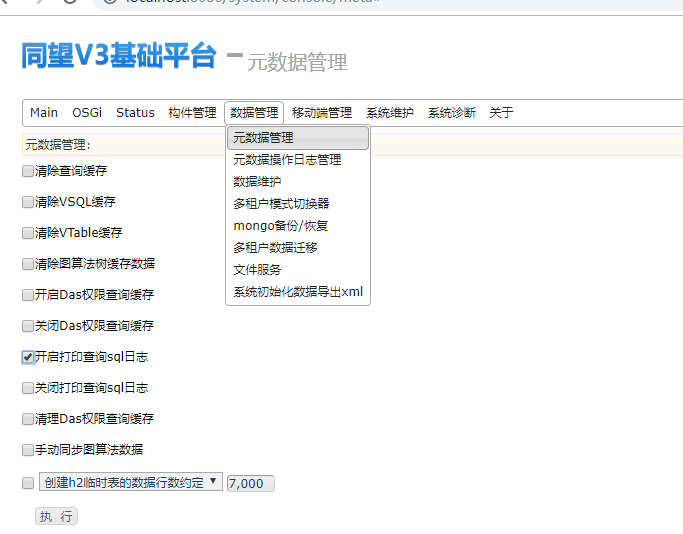 同望V3基础平台 - 元数据管理
Main OSGi Status 构件管理 数据管理 移动端管理 系统维护 系统诊断 关于
元数据管理
元数据操作日志管理
数据维护
多租户模式切换器
mongo备份/恢复
多租户数据迁移
文件服务
系统初始化数据导出xml
元数据管理:
清除查询缓存
清除VSQL缓存
清除VTable缓存
清除图算法树缓存数据
开启Das权限查询缓存
关闭Das权限查询缓存
开启打印查询sql日志
关闭打印查询sql日志
清理Das权限查询缓存
手动同步图算法数据
创建h2临时表的数据行数约定 7,000
执 行